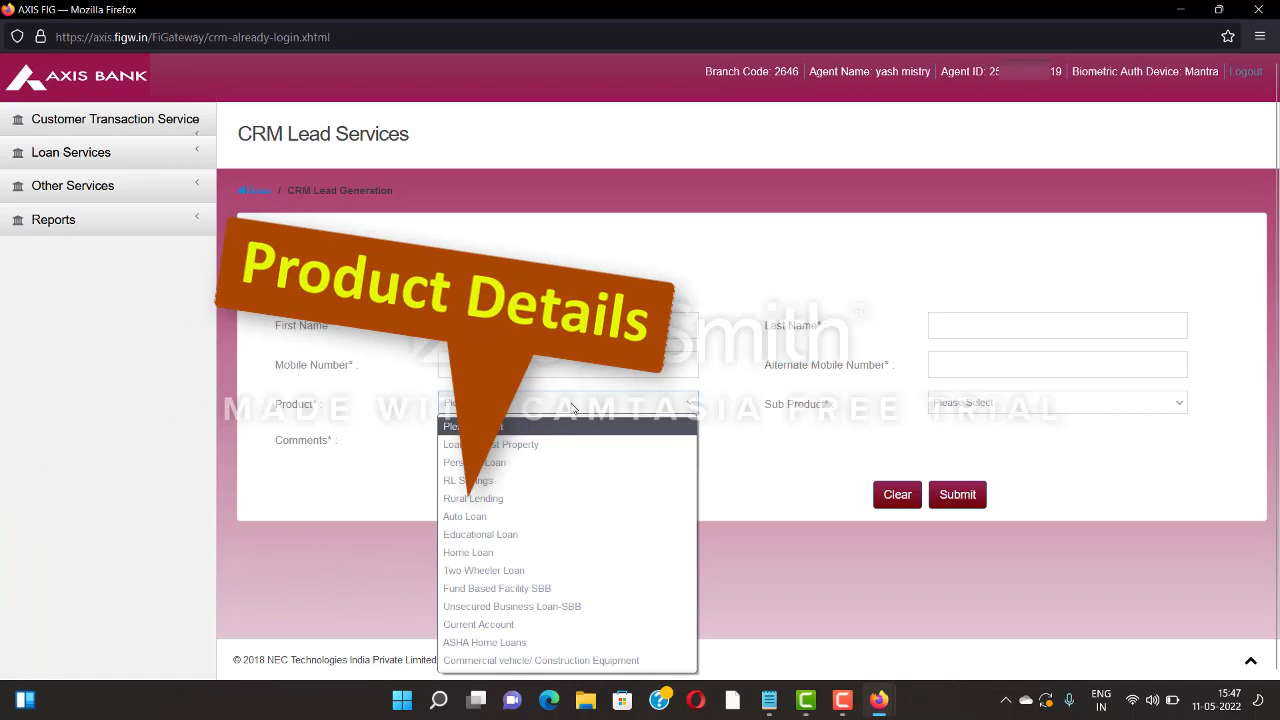 AXIS FIG — Mozilla Firefox
https://axis.figw.in/FiGateway/crm-already-login.xhtml
AXIS BANK
Branch Code: 2646 Agent Name: yash mistry Agent ID: 25 19 Biometric Auth Device: Mantra Logout
Customer Transaction Service
Loan Services
Other Services
Reports
CRM Lead Services
Home / CRM Lead Generation
Product Details
First Name
Last Name*
Mobile Number* :
Alternate Mobile Number* :
Product* :
Sub Product*
Please Select
Comments* :
smith®
MADE WITH CAMTASIA FREE TRIAL
Property
Loan
RL
Rural Lending
Auto Loan
Educational Loan
Home Loan
Two Wheeler Loan
Fund Based Facility SBB
Unsecured Business Loan-SBB
Current Account
ASHA Home Loans
Commercial vehicle/ Construction Equipment
Clear Submit
© 2018 NEC Technologies India Private Limited
ENG
IN
15:47
11-05-2022